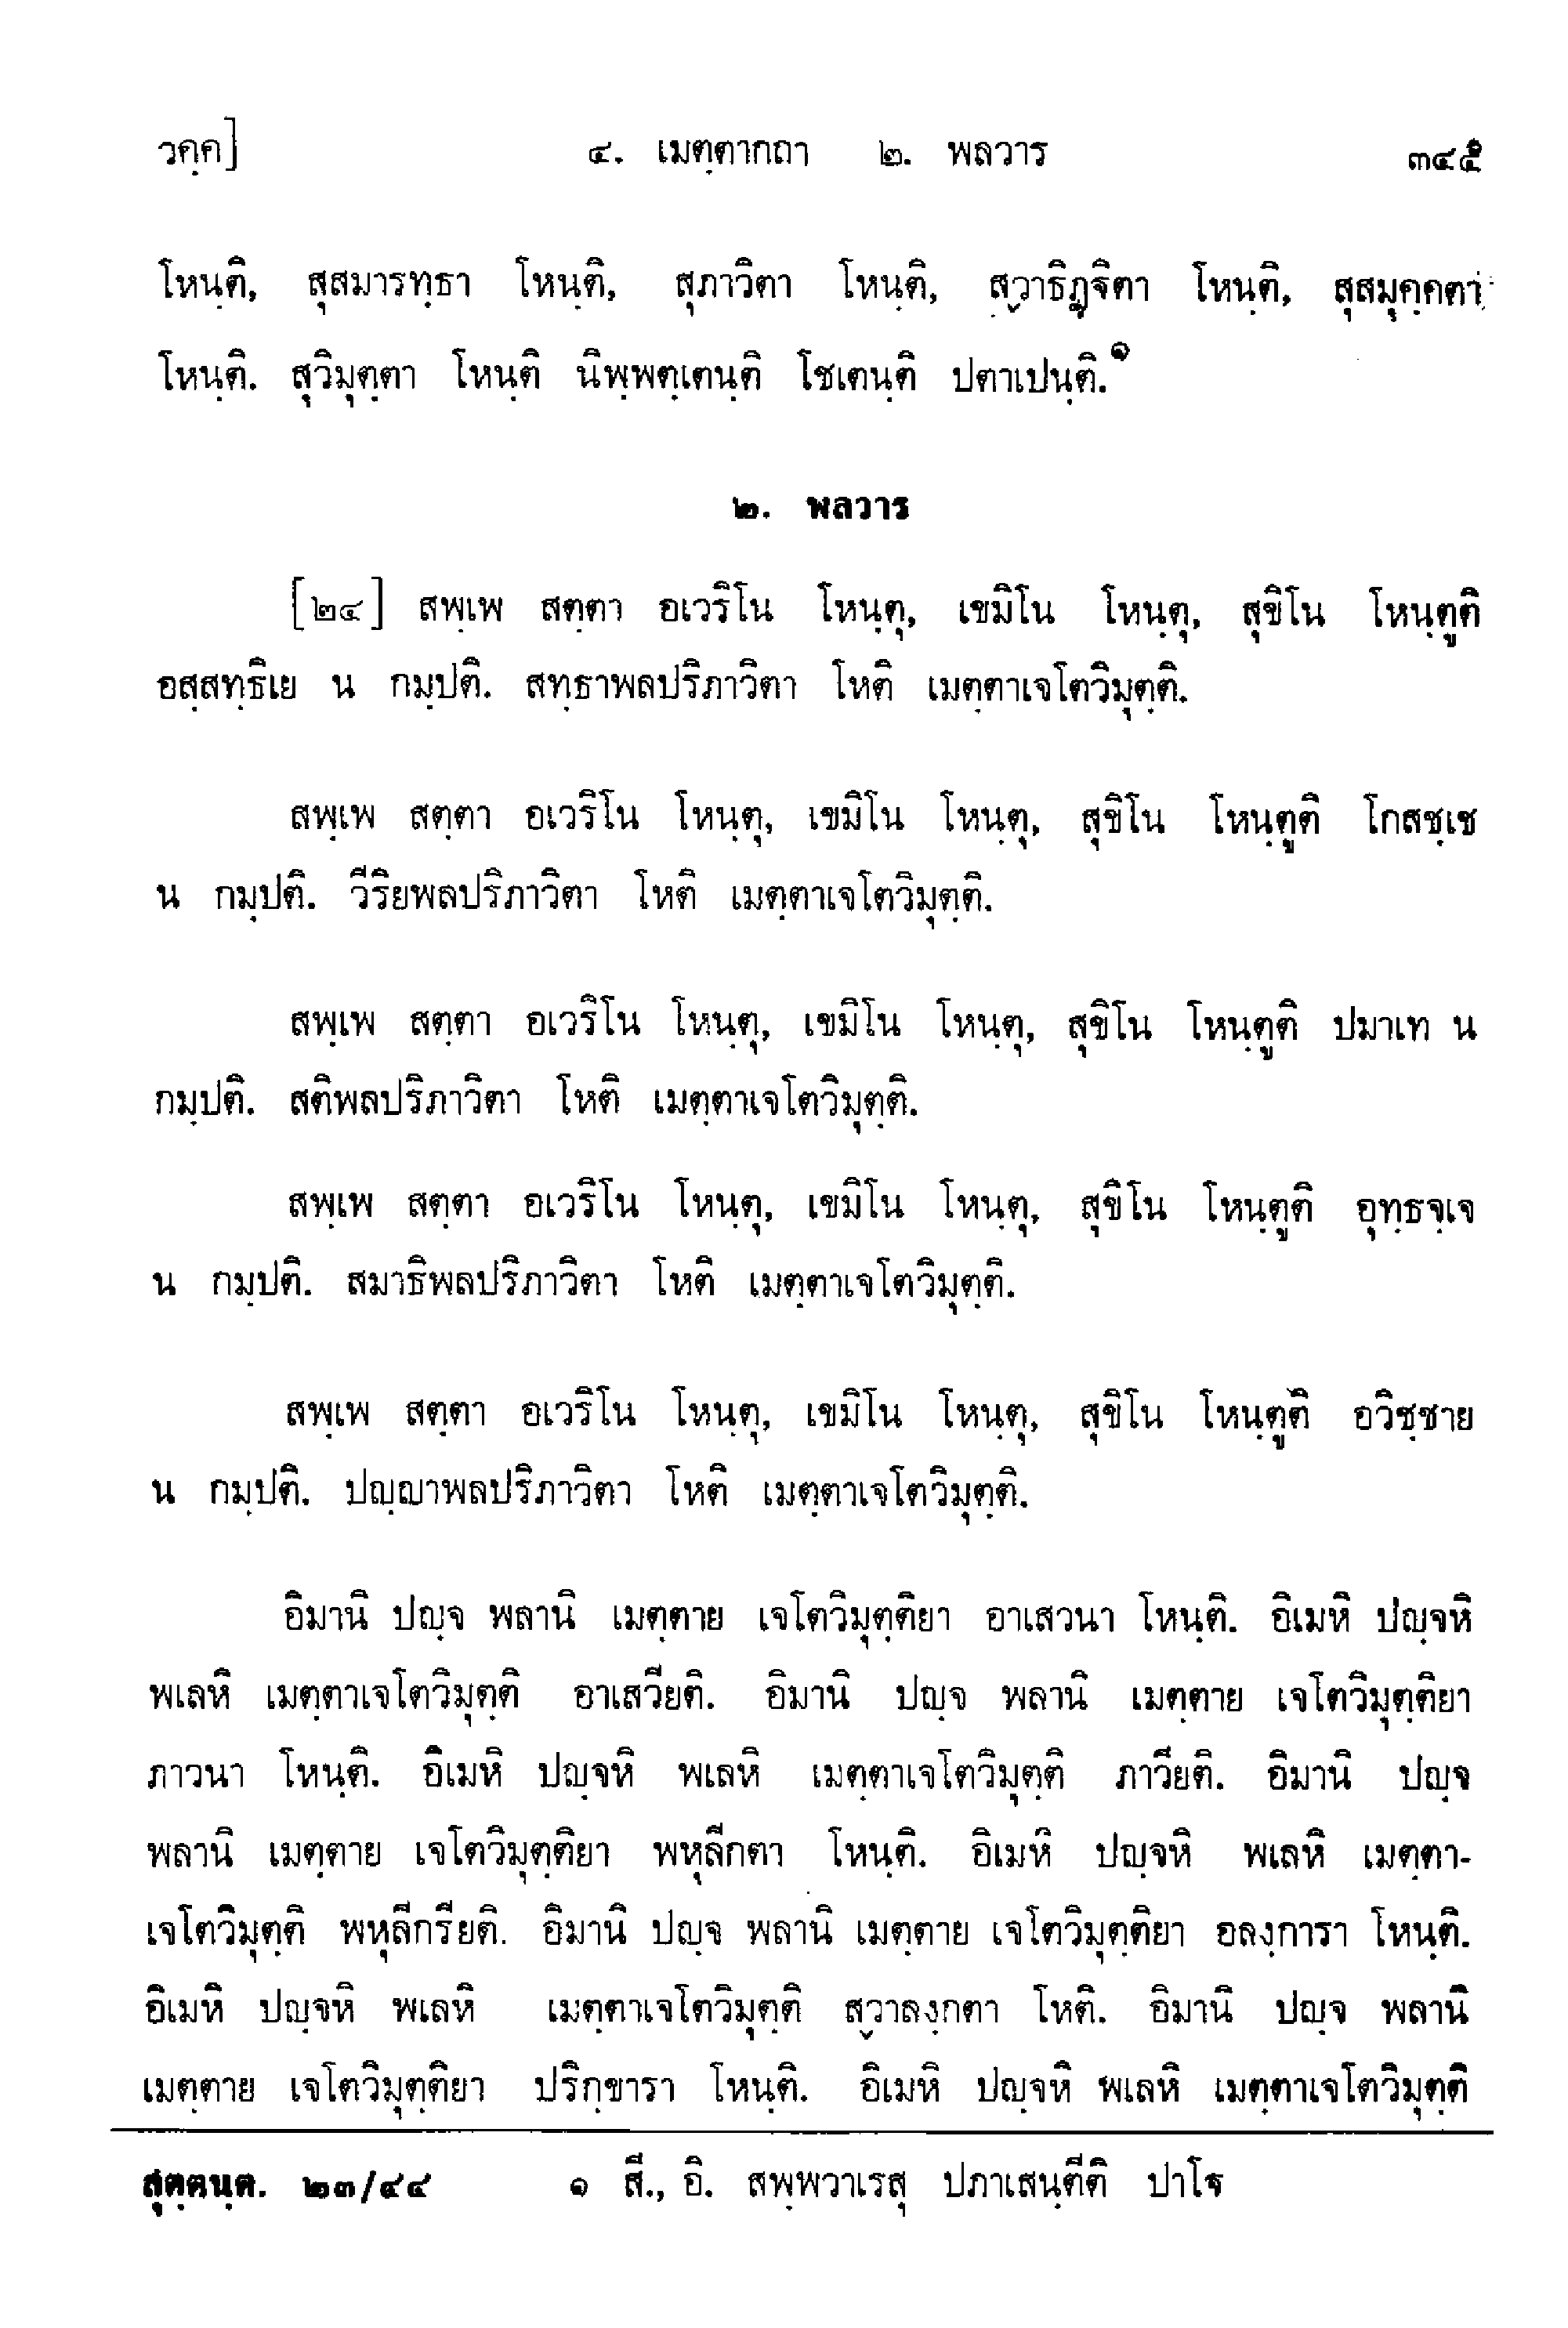 วคฺค]	๔. เมตฺตากถา ๒. พลวาร	๓๔๕
โหนฺติ, สุสมารทฺธา โหนฺติ, สุภาวิตา โหนฺติ, สฺวาธิฏฺฐิตา โหนฺติ, สุสมุคฺคตา
โหนฺติ. สุวิมุตฺตา โหนฺติ นิพฺพตฺเตนฺติ โชเตนฺติ ปตาเปนฺติ.๑
๒. พลวาร
[๒๔] สพฺเพ สตฺตา อเวริโน โหนฺตุ, เขมิโน โหนฺตุ, สุขิโน โหนฺตูติ
อสฺสทฺธิเย น กมฺปติ. สทฺธาพลปริภาวิตา โหติ เมตฺตาเจโตวิมุตฺติ.
สพฺเพ สตฺตา อเวริโน โหนฺตุ, เขมิโน โหนฺตุ, สุขิโน โหนฺตูติ โกสชฺเช
น กมฺปติ. วีริยพลปริภาวิตา โหติ เมตฺตาเจโตวิมุตฺติ.
สพฺเพ สตฺตา อเวริโน โหนฺตุ, เขมิโน โหนฺตุ, สุขิโน โหนฺตูติ ปมาเท น
กมฺปติ. สติพลปริภาวิตา โหติ เมตฺตาเจโตวิมุตฺติ.
สพฺเพ สตฺตา อเวริโน โหนฺตุ, เขมิโน โหนฺตุ, สุขิโน โหนฺตูติ อุทฺธจฺเจ
น กมฺปติ. สมาธิพลปริภาวิตา โหติ เมตฺตาเจโตวิมุตฺติ.
สพฺเพ สตฺตา อเวริโน โหนฺตุ, เขมิโน โหนฺตุ, สุขิโน โหนฺตูติ อวิชฺชาย
น กมฺปติ. ปญฺญาพลปริภาวิตา โหติ เมตฺตาเจโตวิมุตฺติ.
อิมานิ ปญฺจ พลานิ เมตฺตาย เจโตวิมุตฺติยา อาเสวนา โหนฺติ. อิเมหิ ปญฺจหิ
พเลหิ เมตฺตาเจโตวิมุตฺติ อาเสวียติ. อิมานิ ปญฺจ พลานิ เมตฺตาย เจโตวิมุตฺติยา
ภาวนา โหนฺติ. อิเมหิ ปญฺจหิ พเลหิ เมตฺตาเจโตวิมุตฺติ ภาวียติ. อิมานิ ปญฺจ
พลานิ เมตฺตาย เจโตวิมุตฺติยา พหุลีกตา โหนฺติ. อิเมหิ ปญฺจหิ พเลหิ เมตฺตา-
เจโตวิมุตฺติ พหุลีกรียติ. อิมานิ ปญฺจ พลานิ เมตฺตาย เจโตวิมุตฺติยา อลงฺการา โหนฺติ.
อิเมหิ ปญฺจหิ พเลหิ เมตฺตาเจโตวิมุตฺติ สฺวาลงฺกตา โหติ. อิมานิ ปญฺจ พลานิ
เมตฺตาย เจโตวิมุตฺติยา ปริกฺขารา โหนฺติ. อิเมหิ ปญฺจหิ พเลหิ เมตฺตาเจโตวิมุตฺติ
สุตฺตนฺต. ๒๓/๔๔	๑ สี., อิ. สพฺพวาเรสุ ปภาเสนฺตีติ ปาโฐ